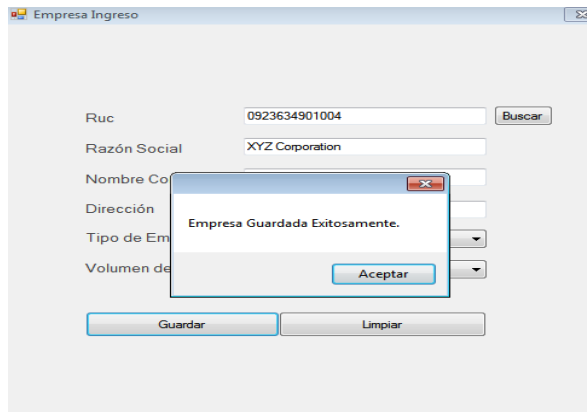 Empresa Ingreso
Ruc 0923634901004 Buscar
Razón Social XYZ Corporation
Nombre Co
Dirección
Empresa Guardada Exitosamente.
Tipo de Em
Volumen de
Aceptar
Guardar Limpiar